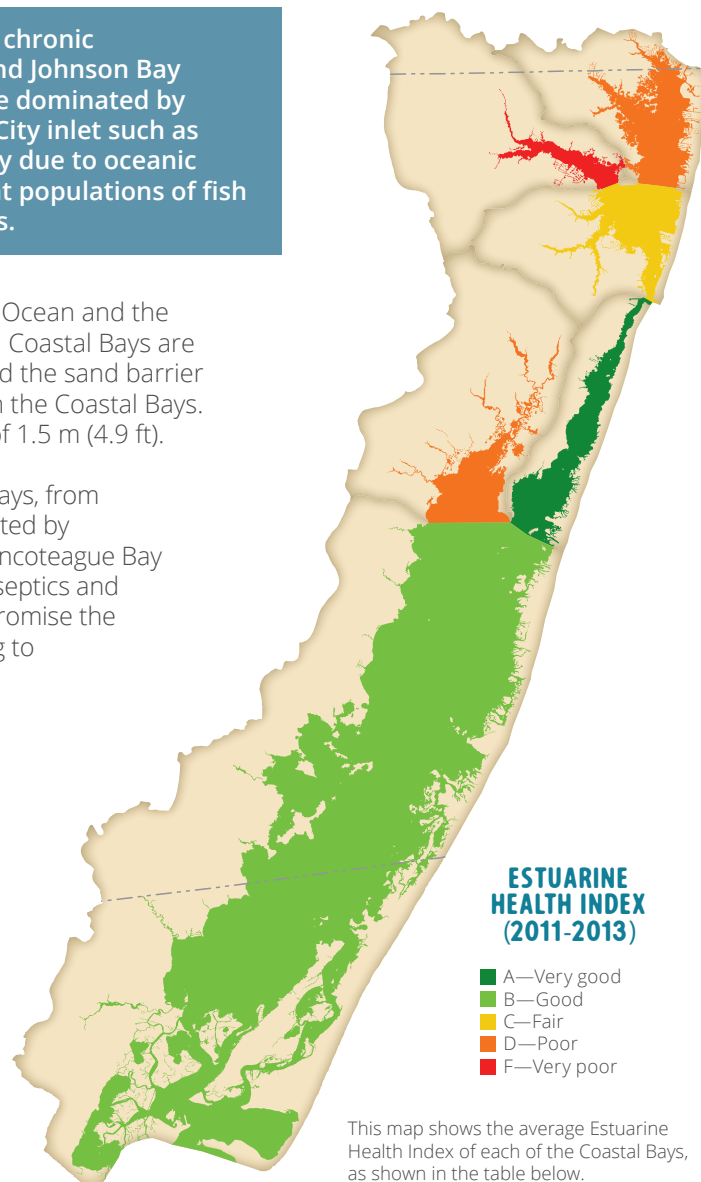 chronic
nd Johnson Bay
e dominated by
City inlet such as
y due to oceanic
at populations of fish
s.
Ocean and the
Coastal Bays are
d the sand barrier
n the Coastal Bays.
of 1.5 m (4.9 ft).
ays, from
ted by
ncoteague Bay
septics and
romise the
g to
ESTUARINE
HEALTH INDEX
(2011-2013)
A—Very good
B—Good
C—Fair
D—Poor
F—Very poor
This map shows the average Estuarine
Health Index of each of the Coastal Bays,
as shown in the table below.